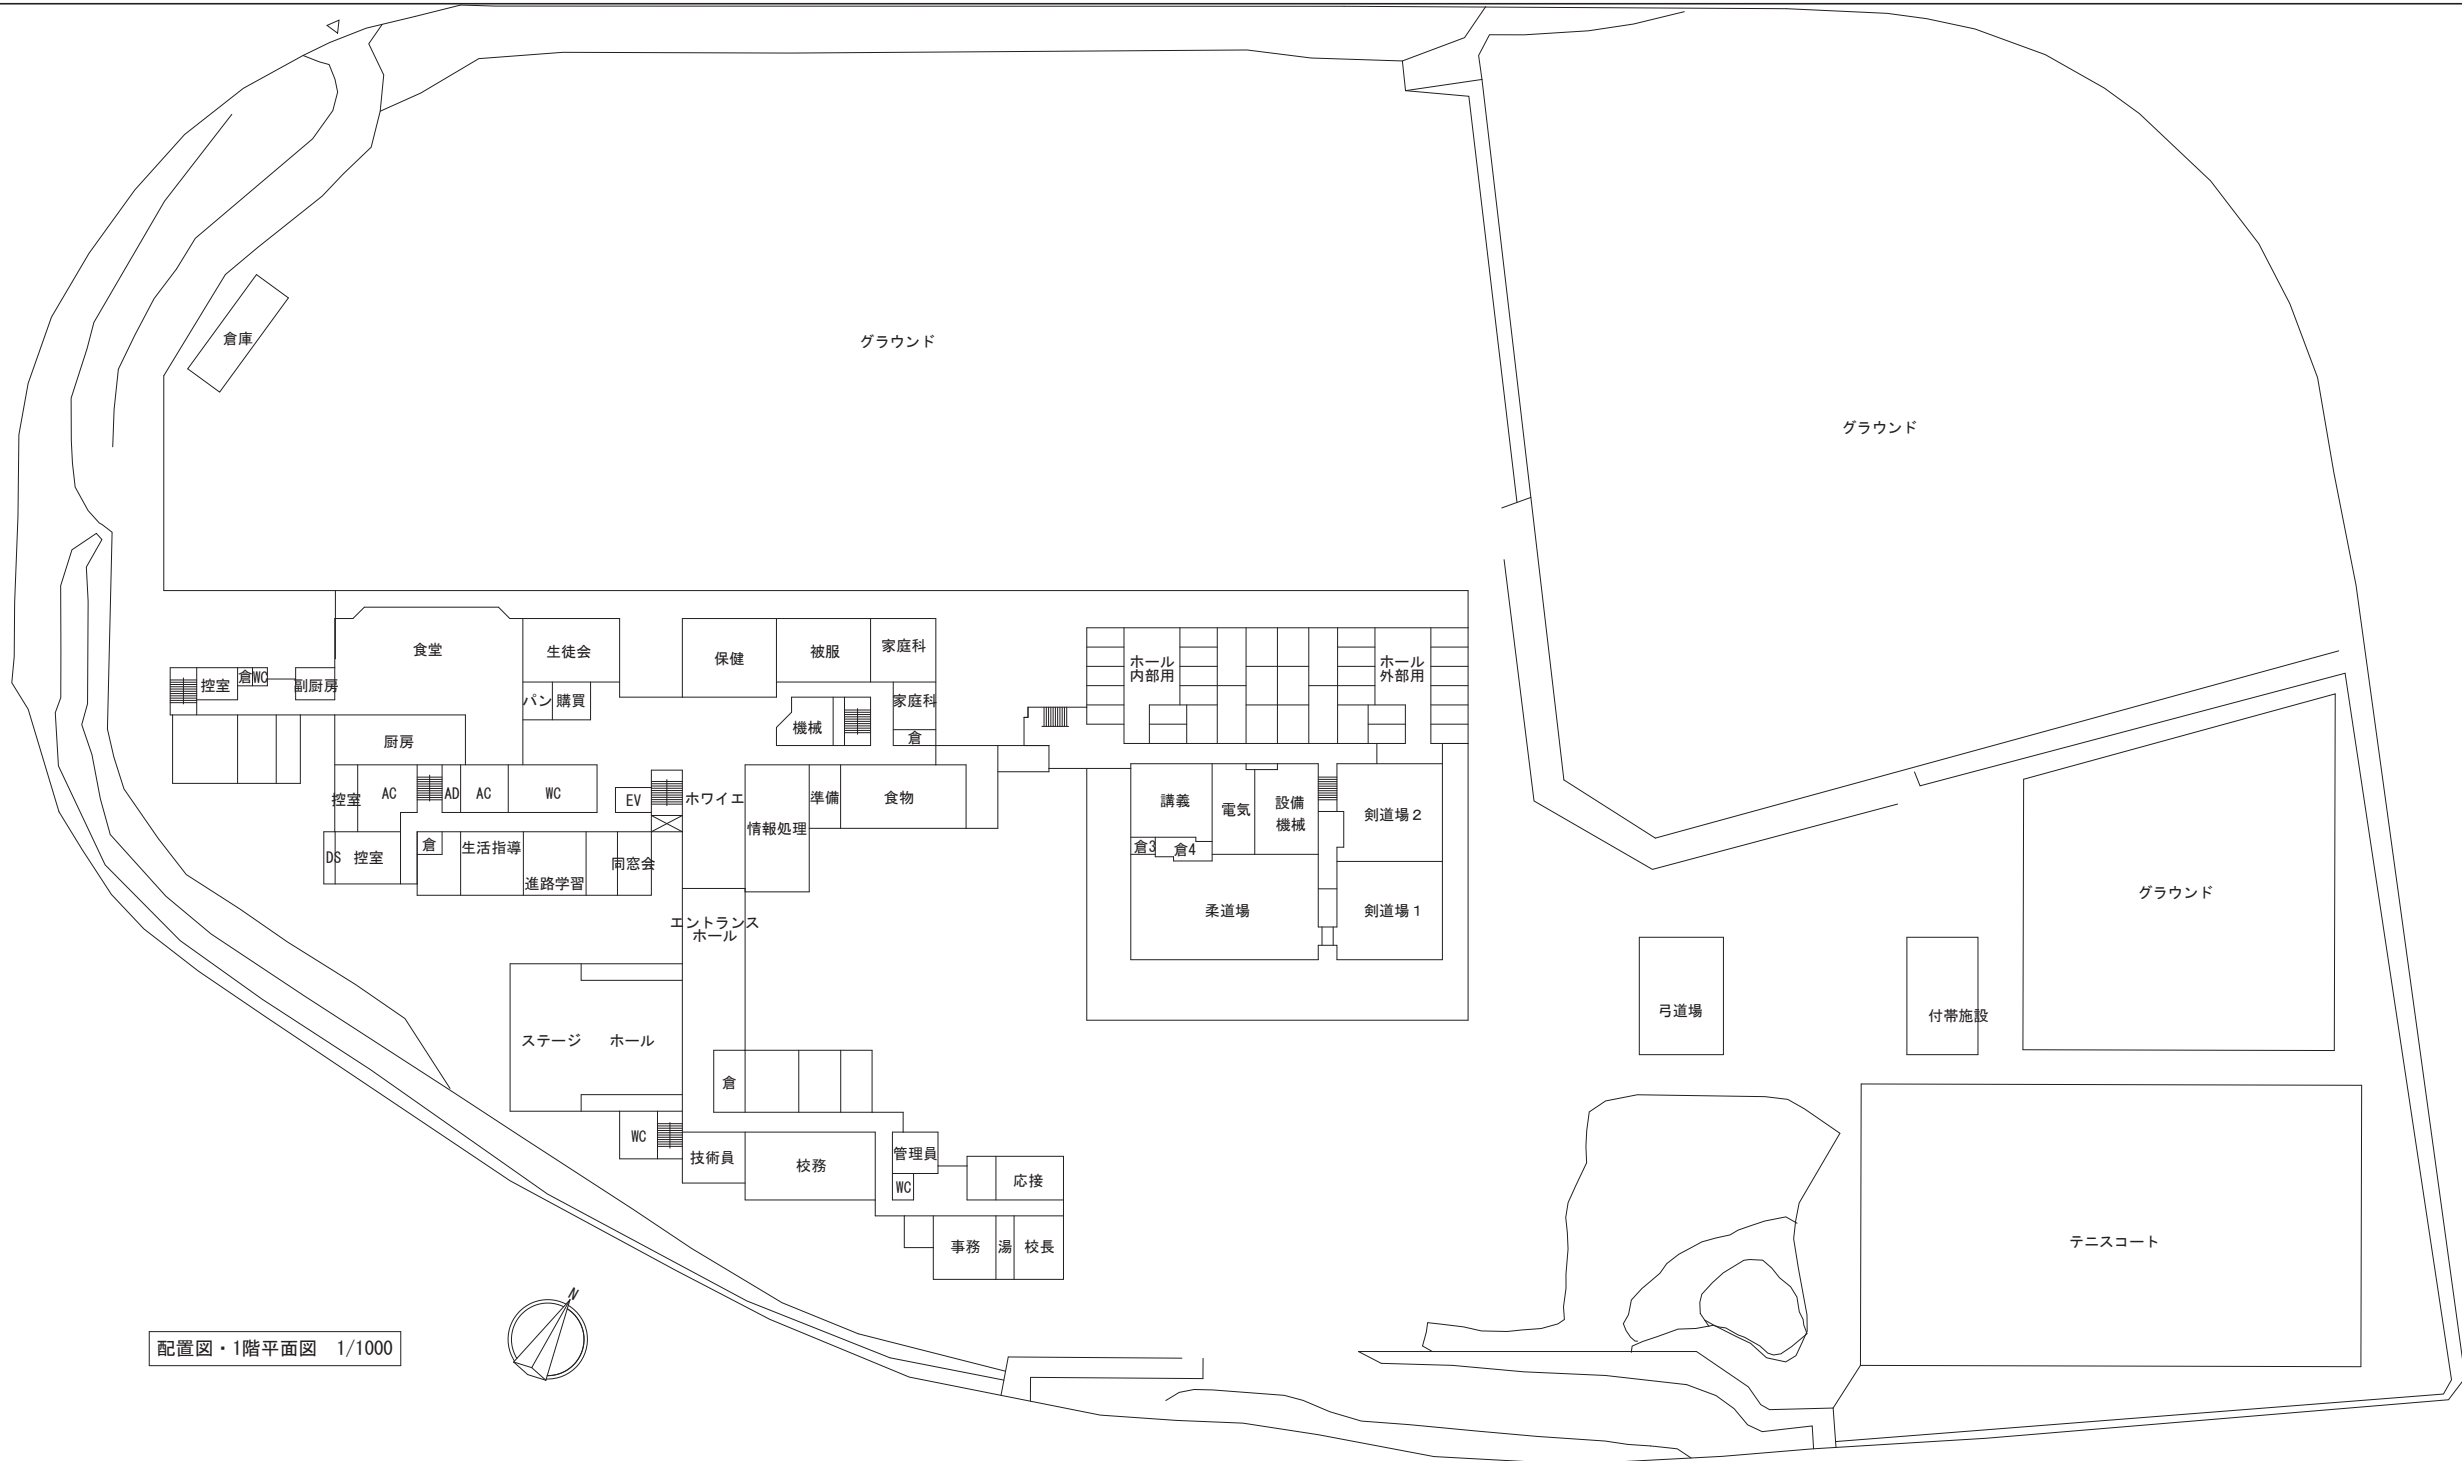 グラウンド
倉庫
グラウンド
食堂
生徒会
保健
被服
家庭科
控室
倉
WC
副厨房
パン
購買
家庭科
機械
倉
ホール
内部用
ホール
外部用
厨房
控室
AC
AD
AC
WC
EV
ホワイエ
準備
食物
情報処理
講義
電気
設備
機械
剣道場2
倉3
倉4
DS
控室
倉
生活指導
進路学習
同窓会
柔道場
剣道場1
グラウンド
エントランス
ホール
弓道場
付帯施設
ステージ
ホール
倉
WC
技術員
校務
管理員
WC
応接
事務
湯
校長
テニスコート
N
配置図・1階平面図 1/1000